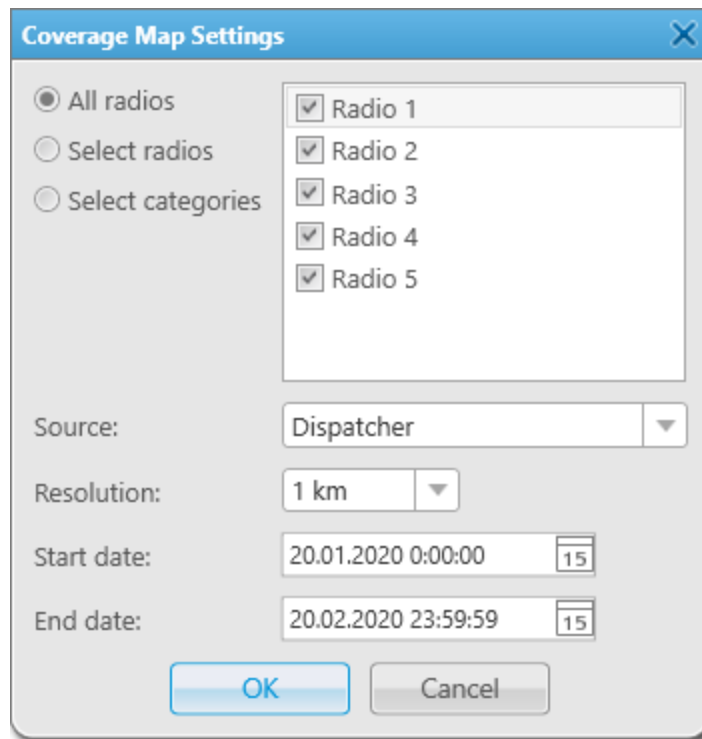 Coverage Map Settings
All radios
Select radios
Select categories
Radio 1
Radio 2
Radio 3
Radio 4
Radio 5
Source: Dispatcher
Resolution: 1 km
Start date: 20.01.2020 0:00:00 15
End date: 20.02.2020 23:59:59 15
OK Cancel